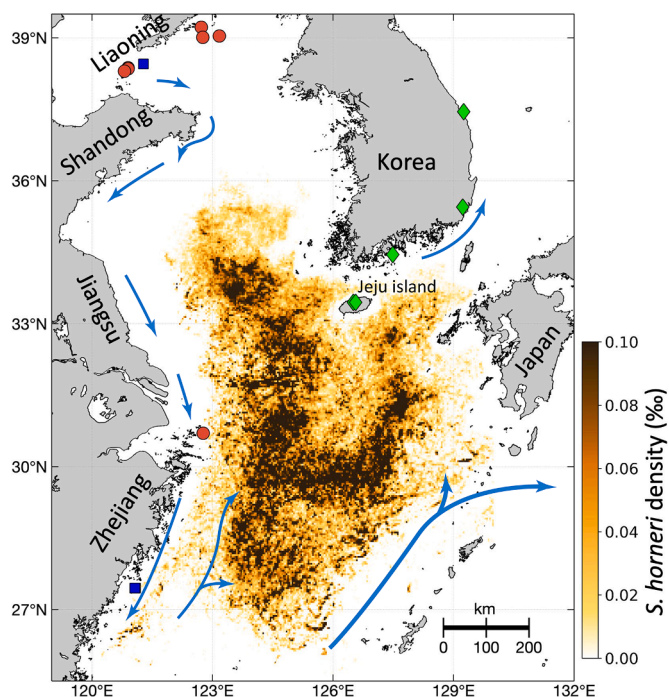 39°N
36°N
33°N
30°N
27°N
120°E
123°E
126°E
129°E
132°E
Liaoning
Shandong
Korea
Jiangsu
Jeju island
Japan
Zhejiang
km
0
100
200
0.10
0.08
0.06
0.04
0.02
0.00
S. horneri density (‰)